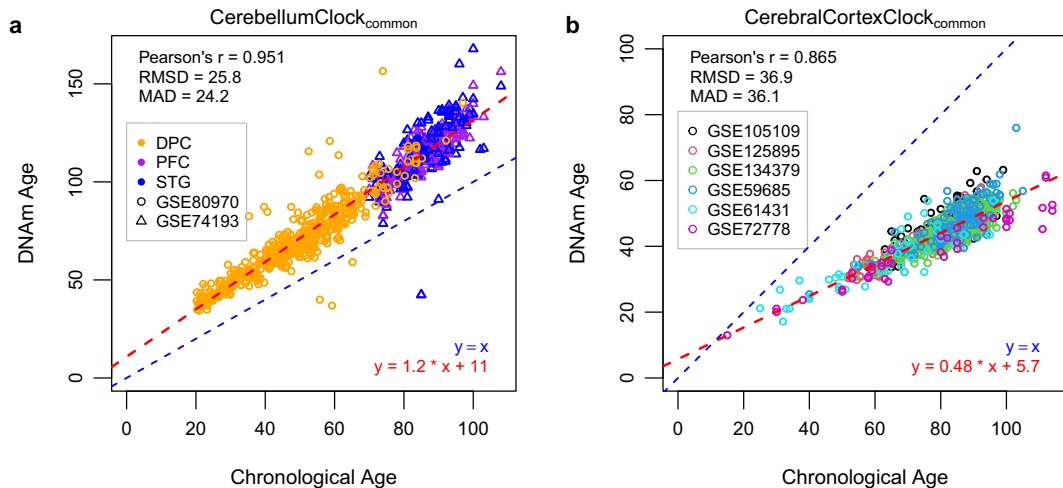 a
CerebellumClock_common
Pearson's r = 0.951
RMSD = 25.8
MAD = 24.2
DPC
PFC
STG
GSE80970
GSE74193
y = x
y = 1.2 * x + 11
DNAm Age
0
50
100
150
0
20
40
60
80
100
Chronological Age
b
CerebralCortexClock_common
Pearson's r = 0.865
RMSD = 36.9
MAD = 36.1
GSE105109
GSE125895
GSE134379
GSE59685
GSE61431
GSE72778
y = x
y = 0.48 * x + 5.7
DNAm Age
0
20
40
60
80
100
20
40
60
80
100
Chronological Age